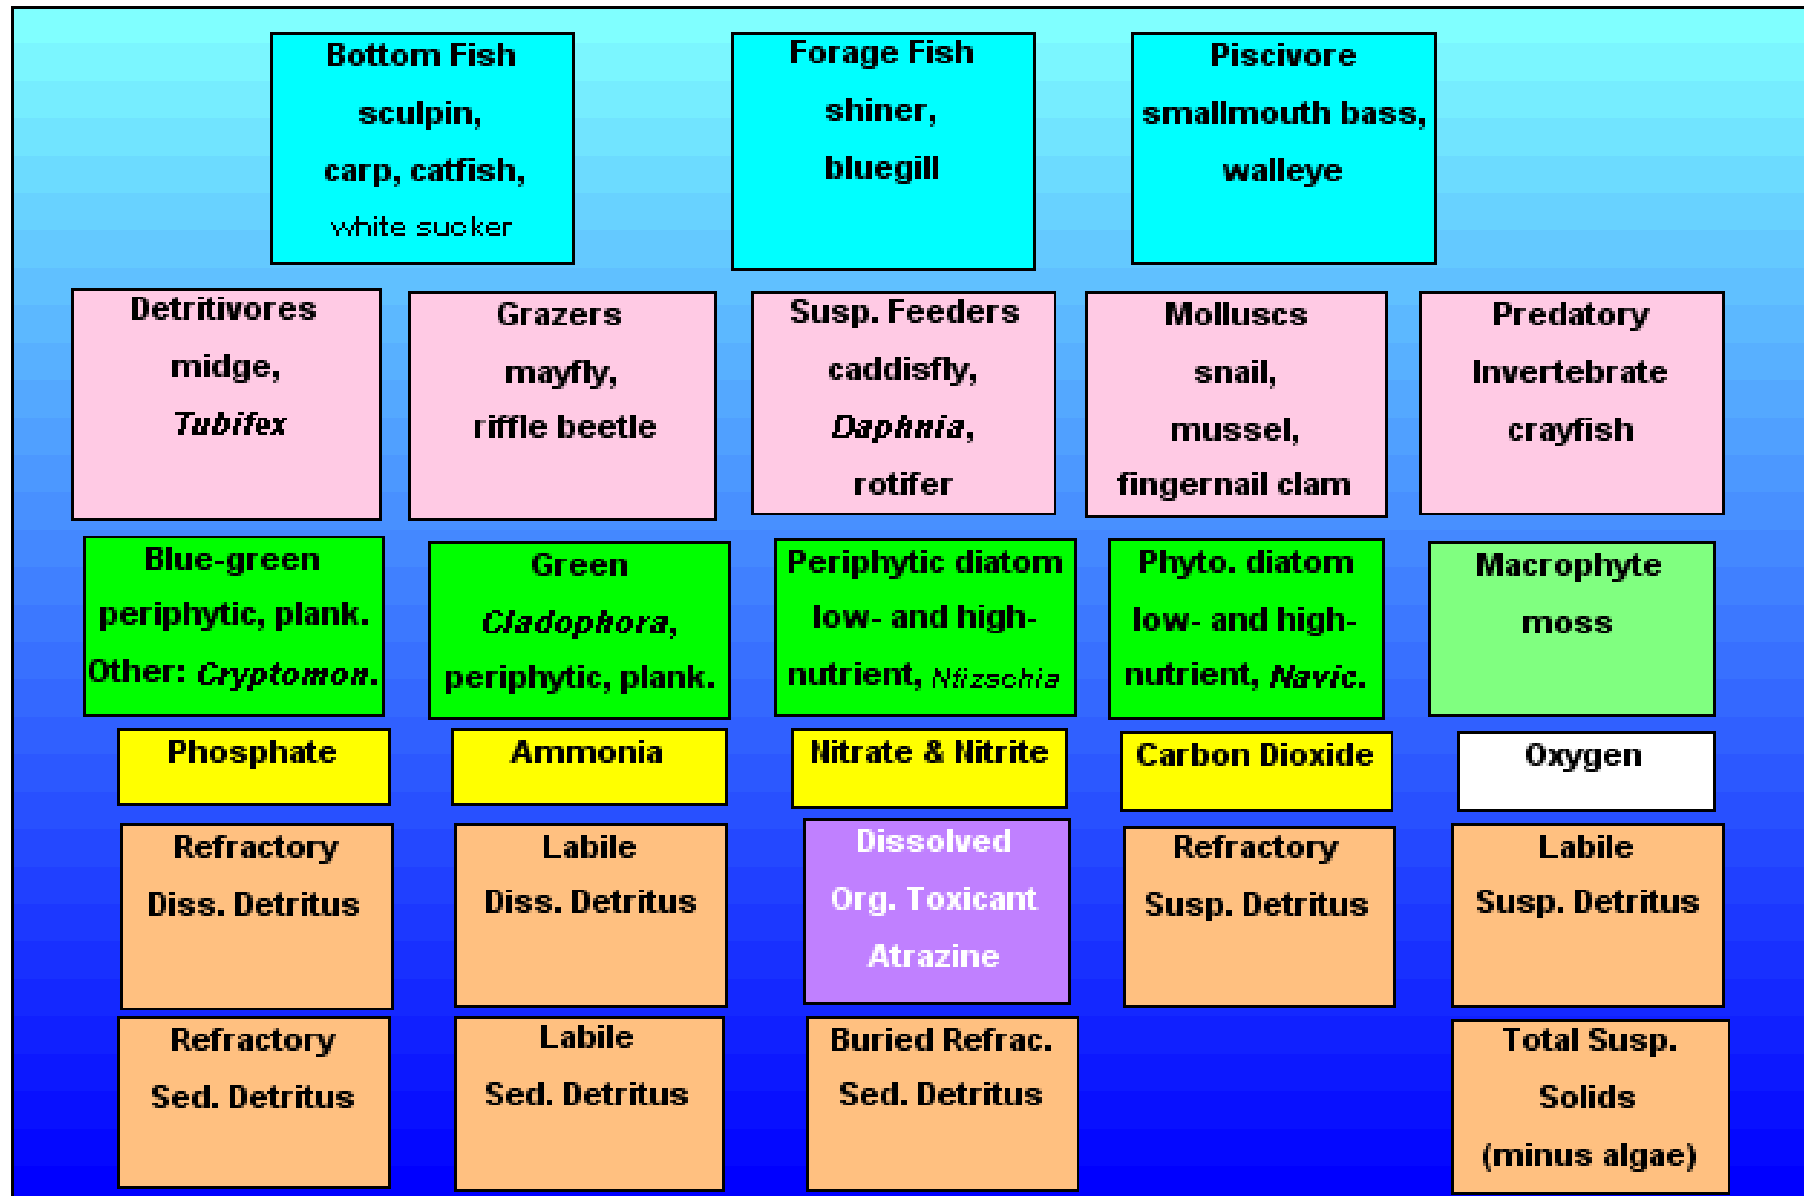 Bottom Fish
sculpin,
carp, catfish,
white sucker
Forage Fish
shiner,
bluegill
Piscivore
smallmouth bass,
walleye
Detritivores
midge,
Tubifex
Grazers
mayfly,
riffle beetle
Susp. Feeders
caddisfly,
Daphnia,
rotifer
Molluscs
snail,
mussel,
fingernail clam
Predatory
Invertebrate
crayfish
Blue-green
periphytic, plank.
Other: Cryptomon.
Green
Cladophora,
periphytic, plank.
Periphytic diatom
low- and high-
nutrient, Nitzschia
Phyto. diatom
low- and high-
nutrient, Navic.
Macrophyte
moss
Phosphate
Ammonia
Nitrate & Nitrite
Carbon Dioxide
Oxygen
Refractory
Diss. Detritus
Labile
Diss. Detritus
Dissolved
Org. Toxicant
Atrazine
Refractory
Susp. Detritus
Labile
Susp. Detritus
Refractory
Sed. Detritus
Labile
Sed. Detritus
Buried Refrac.
Sed. Detritus
Total Susp.
Solids
(minus algae)